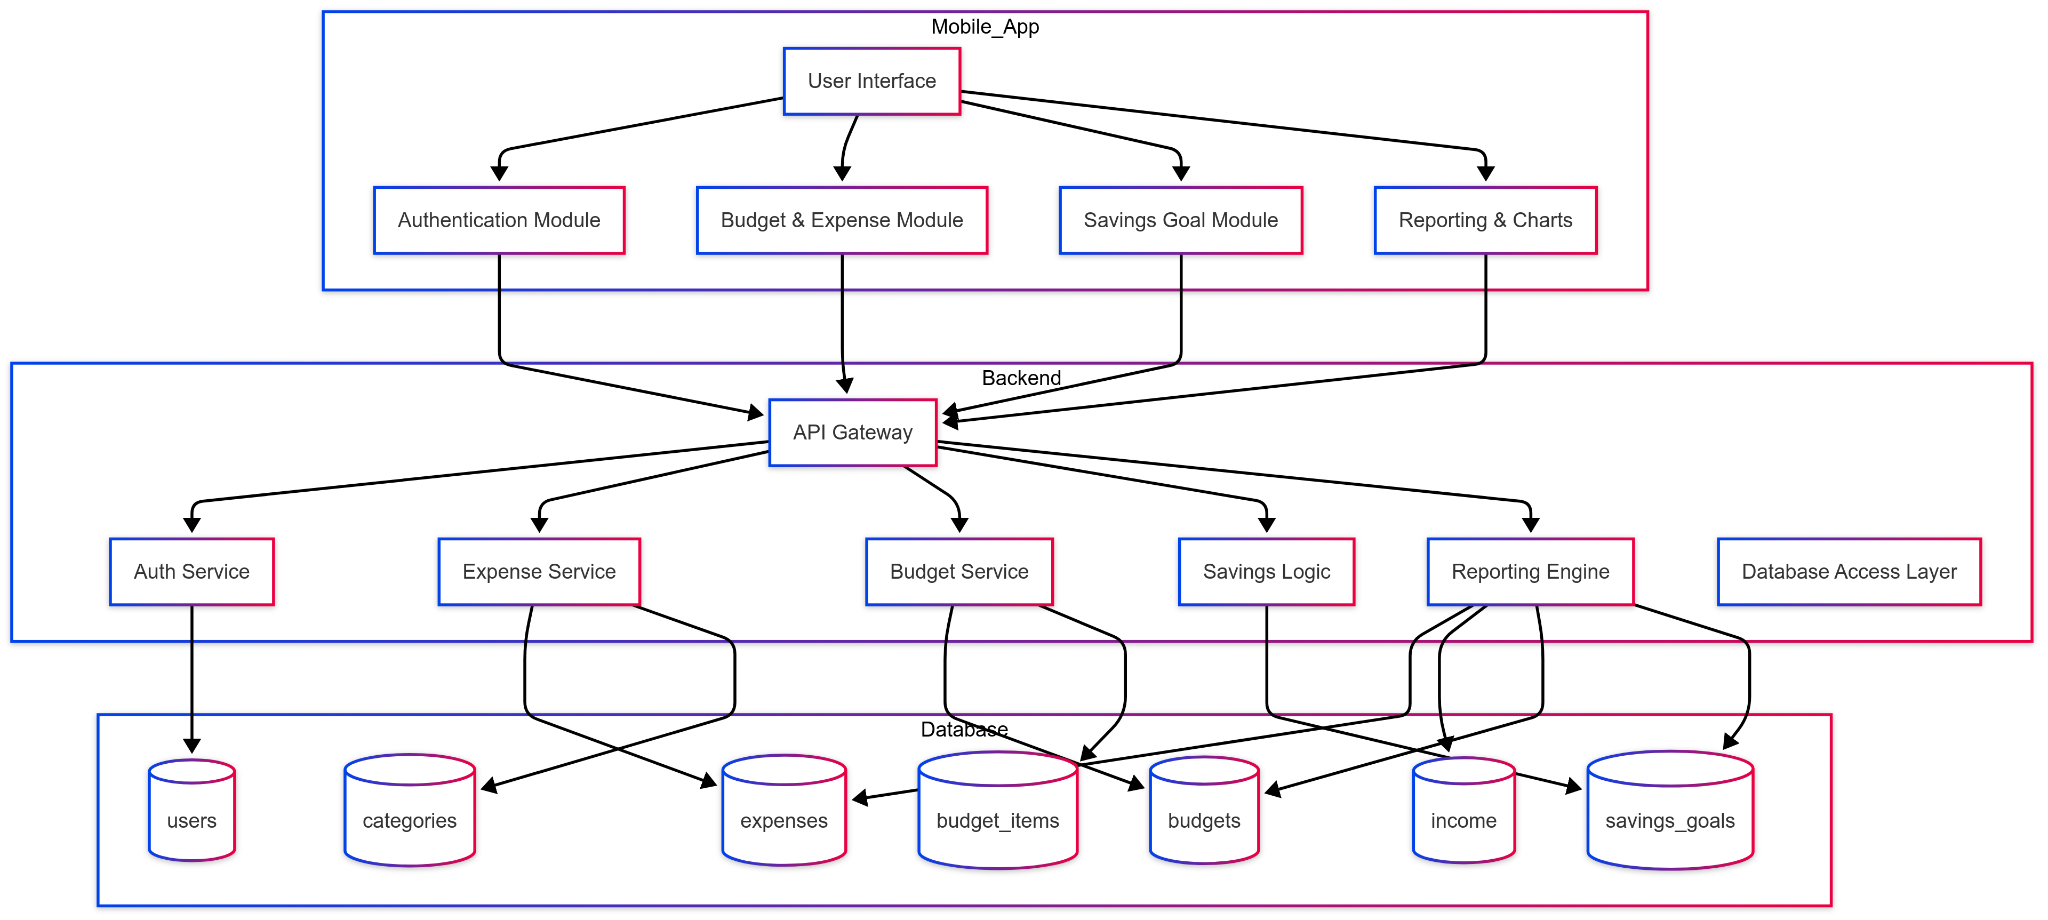 Mobile_App
User Interface
Authentication Module
Budget & Expense Module
Savings Goal Module
Reporting & Charts
Backend
API Gateway
Auth Service
Expense Service
Budget Service
Savings Logic
Reporting Engine
Database Access Layer
Database
users
categories
expenses
budget_items
budgets
income
savings_goals